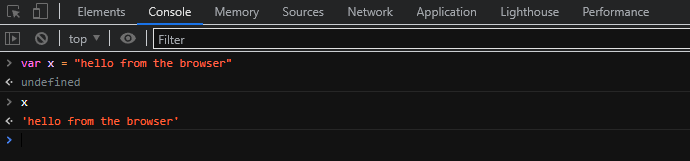 Elements Console Memory Sources Network Application Lighthouse Performance
top Filter
var x = "hello from the browser"
undefined
x
'hello from the browser'